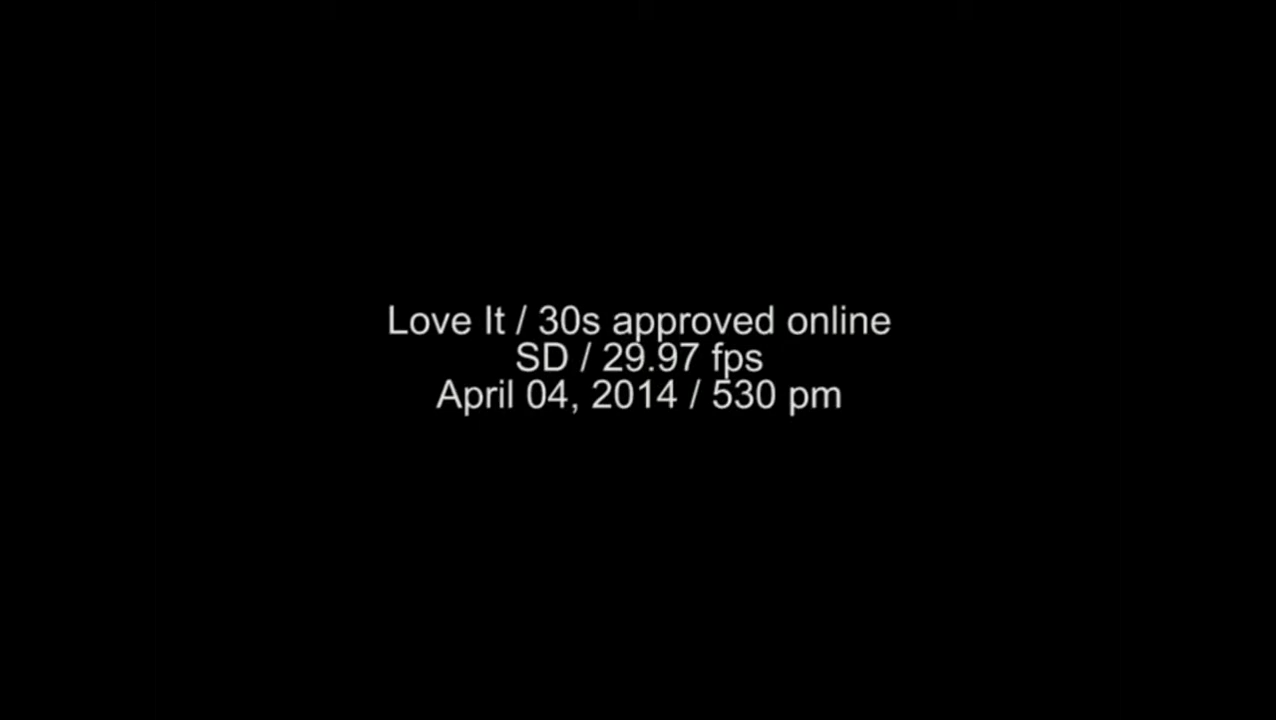 Love It / 30s approved online
SD / 29.97 fps
April 04, 2014 / 530 pm